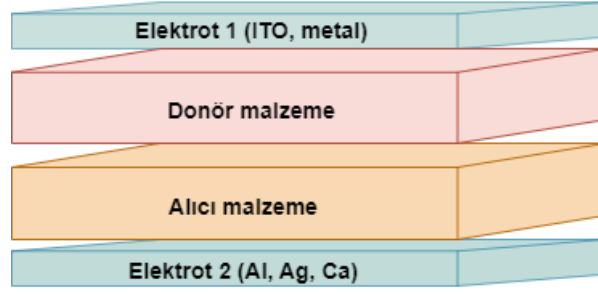 Elektrot 1 (ITO, metal)
Donör malzeme
Alıcı malzeme
Elektrot 2 (Al, Ag, Ca)